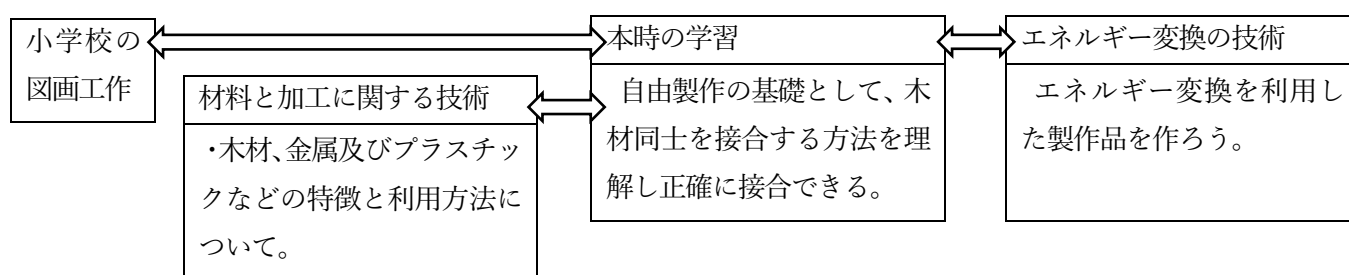 小学校の
図画工作
材料と加工に関する技術
・木材、金属及びプラスチッ
クなどの特徴と利用方法に
ついて。
本時の学習
自由製作の基礎として、木
材同士を接合する方法を理
解し正確に接合できる。
エネルギー変換の技術
エネルギー変換を利用し
た製作品を作ろう。